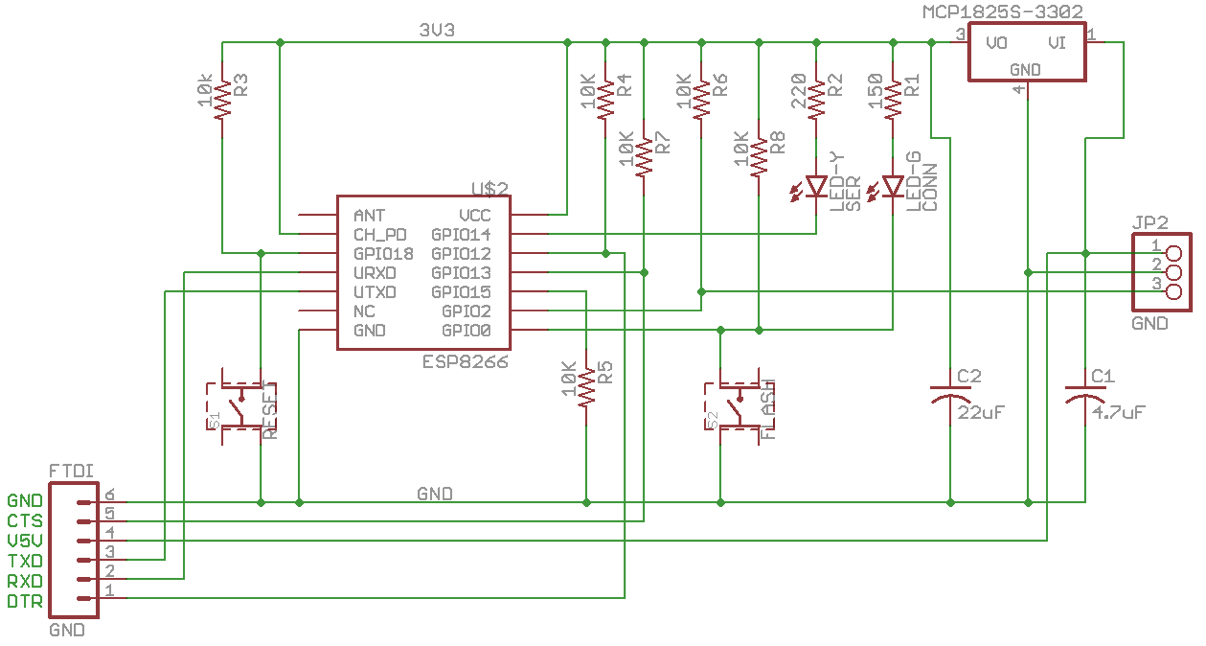 MCP1825S-3302
3V3
3 VO VI 1
GND
4
10k R3
10K R4
10K R7
10K R6
10K R8
220 R2
150 R1
LED-Y
SER
LED-G
CONN
U$2
ANT VCC
CH_PD GPIO14
GPIO18 GPIO12
URXD GPIO13
UTXD GPIO15
NC GPIO2
GND GPIO0
ESP8266
JP2
1
2
3
GND
10K R5
S1 RESET
S2 FLASH
C2
22uF
C1
4.7uF
FTDI
GND
GND 6
CTS 5
V5V 4
TXD 3
RXD 2
DTR 1
GND